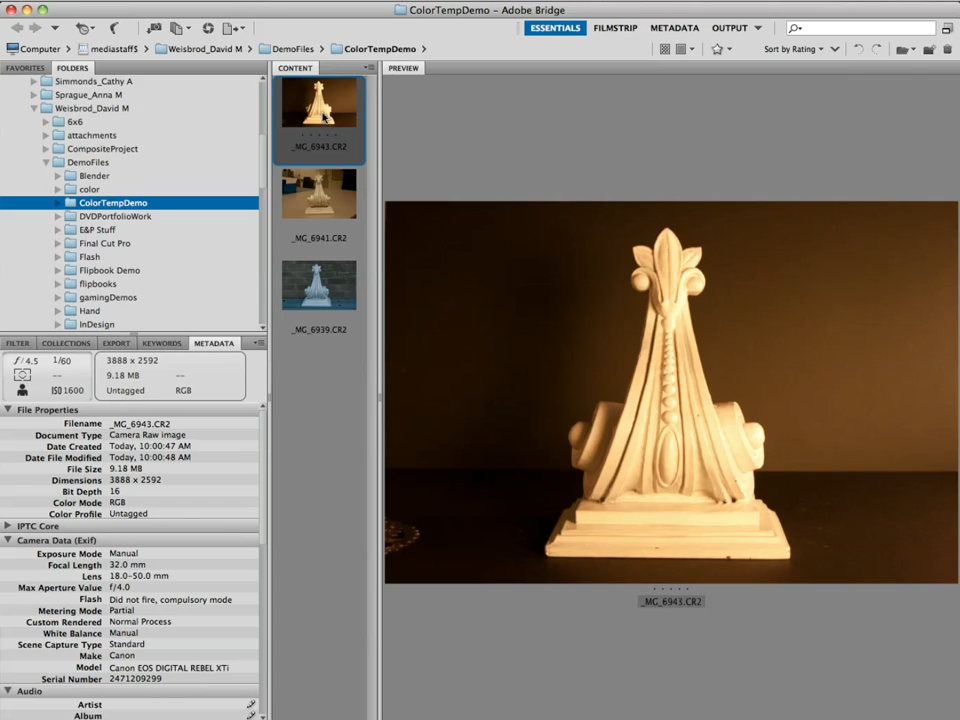 ColorTempDemo – Adobe Bridge
ESSENTIALS FILMSTRIP METADATA OUTPUT
Computer mediastaff$ Weisbrod_David M DemoFiles ColorTempDemo
Sort by Rating
FAVORITES FOLDERS
CONTENT
PREVIEW
Simmonds_Cathy A
Sprague_Anna M
Weisbrod_David M
6x6
attachments
CompositeProject
DemoFiles
Blender
color
ColorTempDemo
DVDPortfolioWork
E&P Stuff
Final Cut Pro
Flash
Flipbook Demo
flipbooks
gamingDemos
Hand
InDesign
_MG_6943.CR2
_MG_6941.CR2
_MG_6939.CR2
_MG_6943.CR2
FILTER COLLECTIONS EXPORT KEYWORDS METADATA
f/4.5 1/60
--
ISO1600
3888 x 2592
9.18 MB --
Untagged RGB
File Properties
Filename _MG_6943.CR2
Document Type Camera Raw image
Date Created Today, 10:00:47 AM
Date File Modified Today, 10:00:48 AM
File Size 9.18 MB
Dimensions 3888 x 2592
Bit Depth 16
Color Mode RGB
Color Profile Untagged
IPTC Core
Camera Data (Exif)
Exposure Mode Manual
Focal Length 32.0 mm
Lens 18.0-50.0 mm
Max Aperture Value f/4.0
Flash Did not fire, compulsory mode
Metering Mode Partial
Custom Rendered Normal Process
White Balance Manual
Scene Capture Type Standard
Make Canon
Model Canon EOS DIGITAL REBEL XTi
Serial Number 2471209299
Audio
Artist
Album